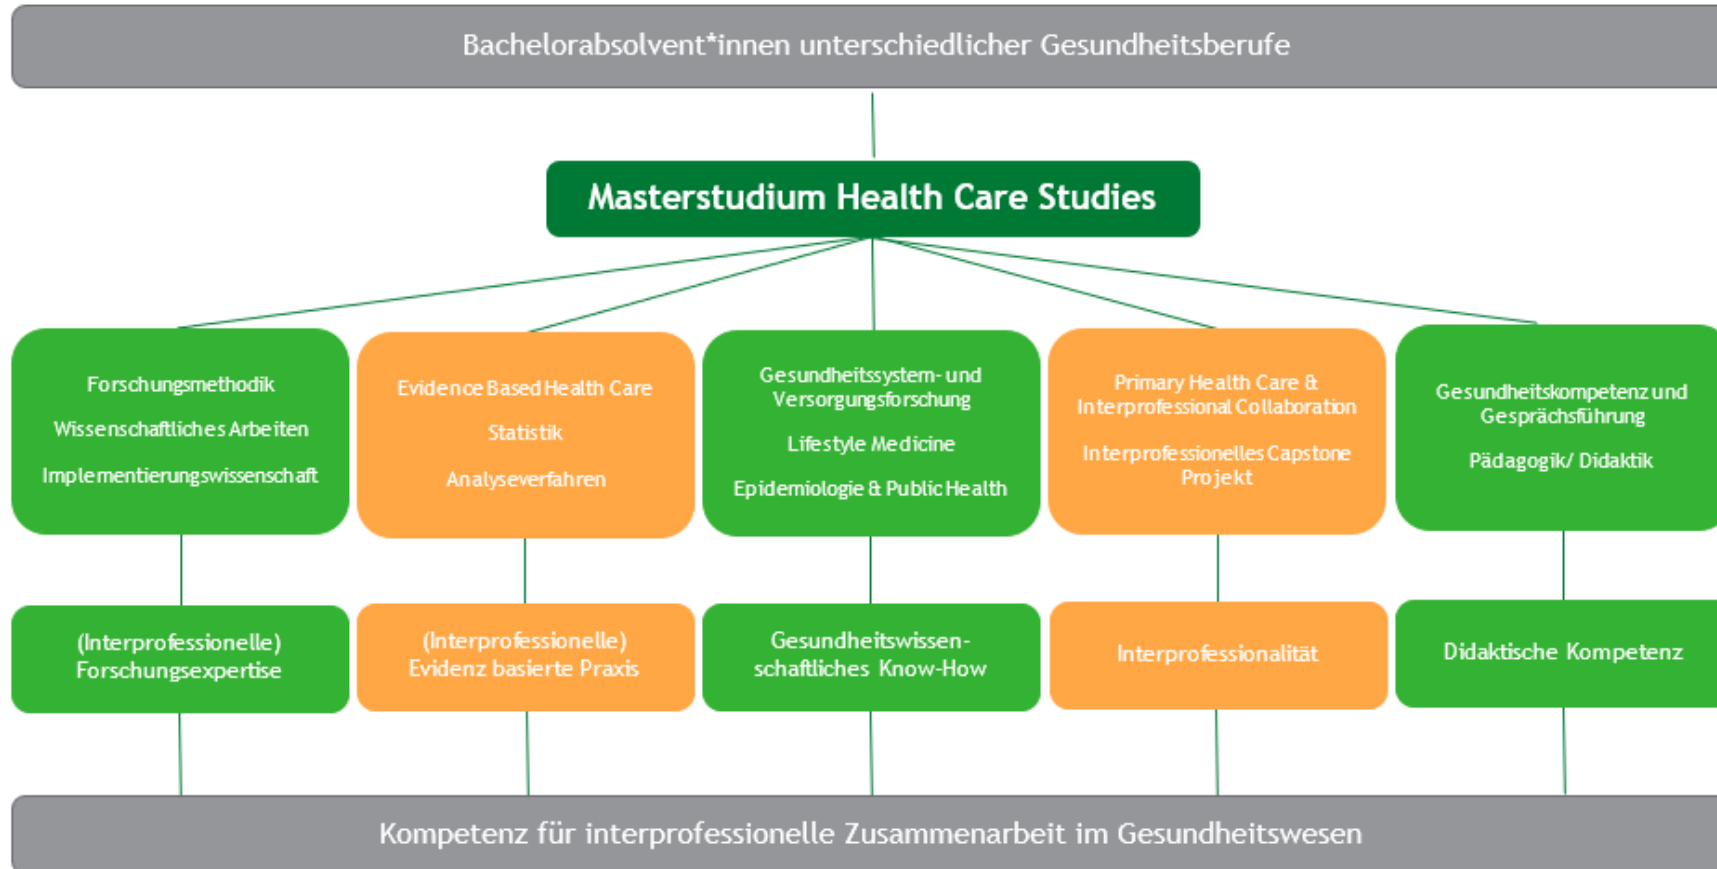 Bachelorabsolvent*innen unterschiedlicher Gesundheitsberufe
Masterstudium Health Care Studies
Forschungsmethodik
Wissenschaftliches Arbeiten
Implementierungswissenschaft
Evidence Based Health Care
Statistik
Analyseverfahren
Gesundheitssystem- und
Versorgungsforschung
Lifestyle Medicine
Epidemiologie & Public Health
Primary Health Care &
Interprofessional Collaboration
Interprofessionelles Capstone
Projekt
Gesundheitskompetenz und
Gesprächsführung
Pädagogik/ Didaktik
(Interprofessionelle)
Forschungsexpertise
(Interprofessionelle)
Evidenz basierte Praxis
Gesundheitswissen-
schaftliches Know-How
Interprofessionalität
Didaktische Kompetenz
Kompetenz für interprofessionelle Zusammenarbeit im Gesundheitswesen